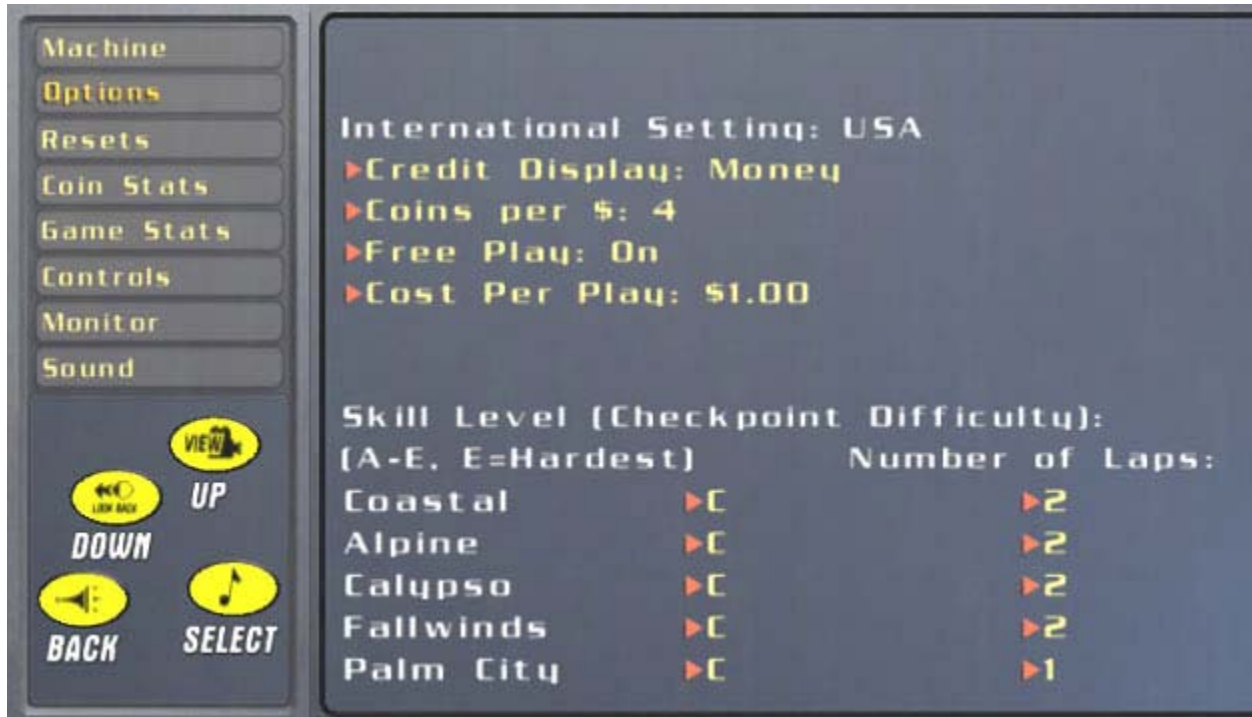 Machine
Options
Resets
Coin Stats
Game Stats
Controls
Monitor
Sound
VIEW
UP
LOOK BACK
DOWN
BACK
SELECT
International Setting: USA
Credit Display: Money
Coins per $: 4
Free Play: On
Cost Per Play: $1.00
Skill Level (Checkpoint Difficulty):
(A-E, E=Hardest) Number of Laps:
Coastal C 2
Alpine C 2
Calypso C 2
Fallwinds C 2
Palm City C 1